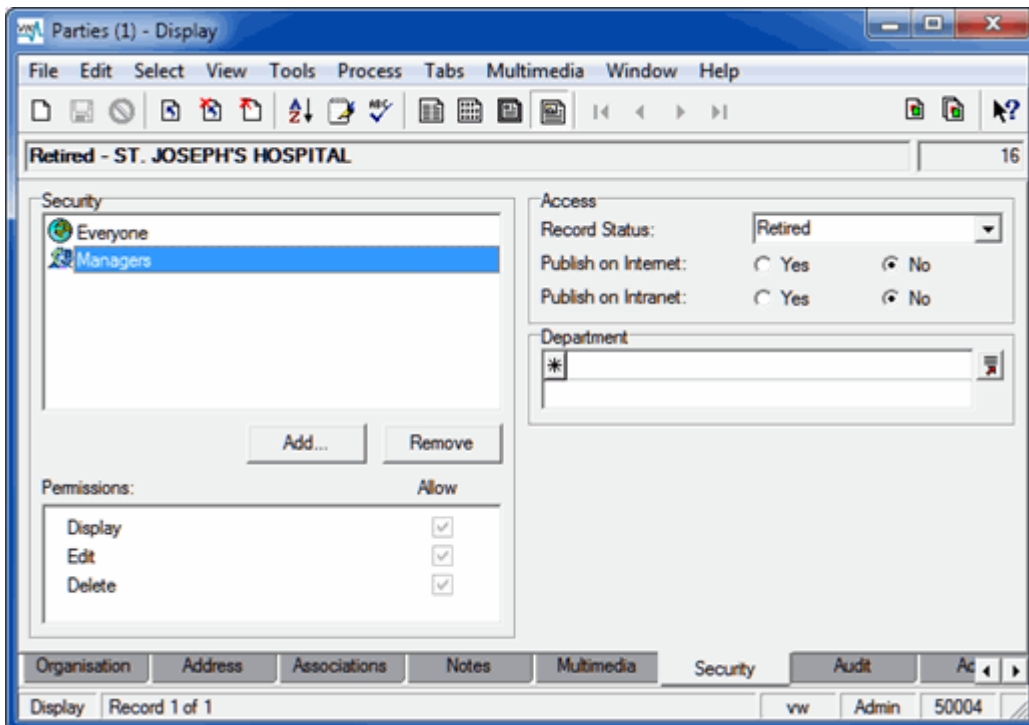 Parties (1) - Display
File Edit Select View Tools Process Tabs Multimedia Window Help
Retired - ST. JOSEPH'S HOSPITAL 16
Security
Everyone
Managers
Add... Remove
Permissions: Allow
Display
Edit
Delete
Access
Record Status: Retired
Publish on Internet: Yes No
Publish on Intranet: Yes No
Department
Organisation Address Associations Notes Multimedia Security Audit Ac
Display Record 1 of 1 vw Admin 50004